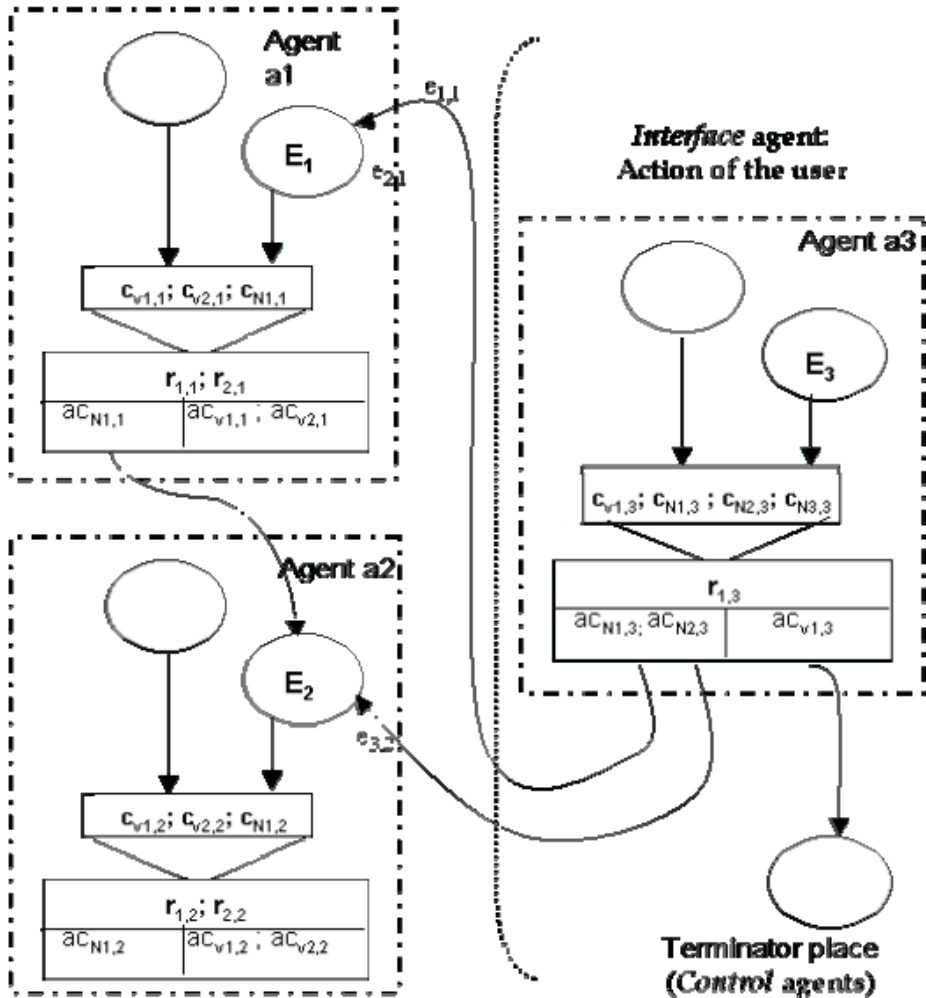 Agent
a1
e1,1
E1
e2,1
cv1,1; cv2,1; cN1,1
r1,1; r2,1
acN1,1
acv1,1 ; acv2,1
Agent a2
E2
cv1,2; cv2,2; cN1,2
r1,2; r2,2
acN1,2
acv1,2 ; acv2,2
Interface agent:
Action of the user
Agent a3
E3
cv1,3; cN1,3 ; cN2,3; cN3,3
r1,3
acN1,3; acN2,3
acv1,3
Terminator place
(Control agents)